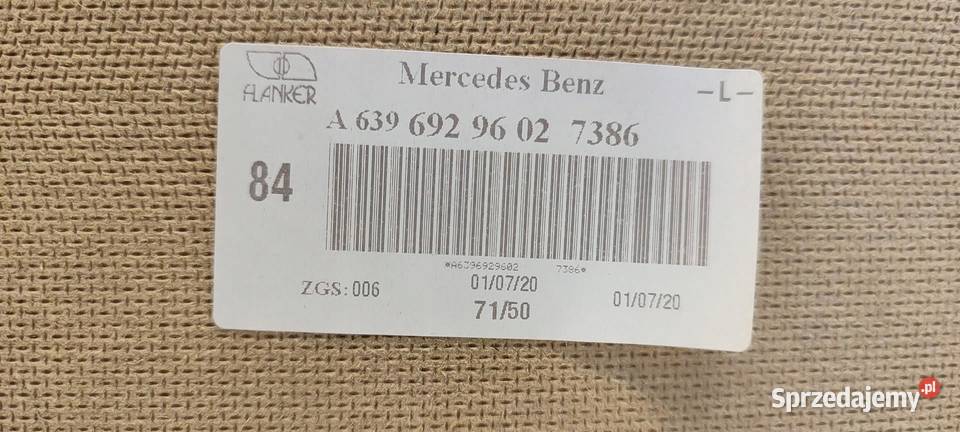 FLANKER
Mercedes Benz
-L-
A 639 692 96 02 7386
84
*A6396929602 7386*
ZGS: 006
01/07/20
01/07/20
71/50
Sprzedajemy.pl